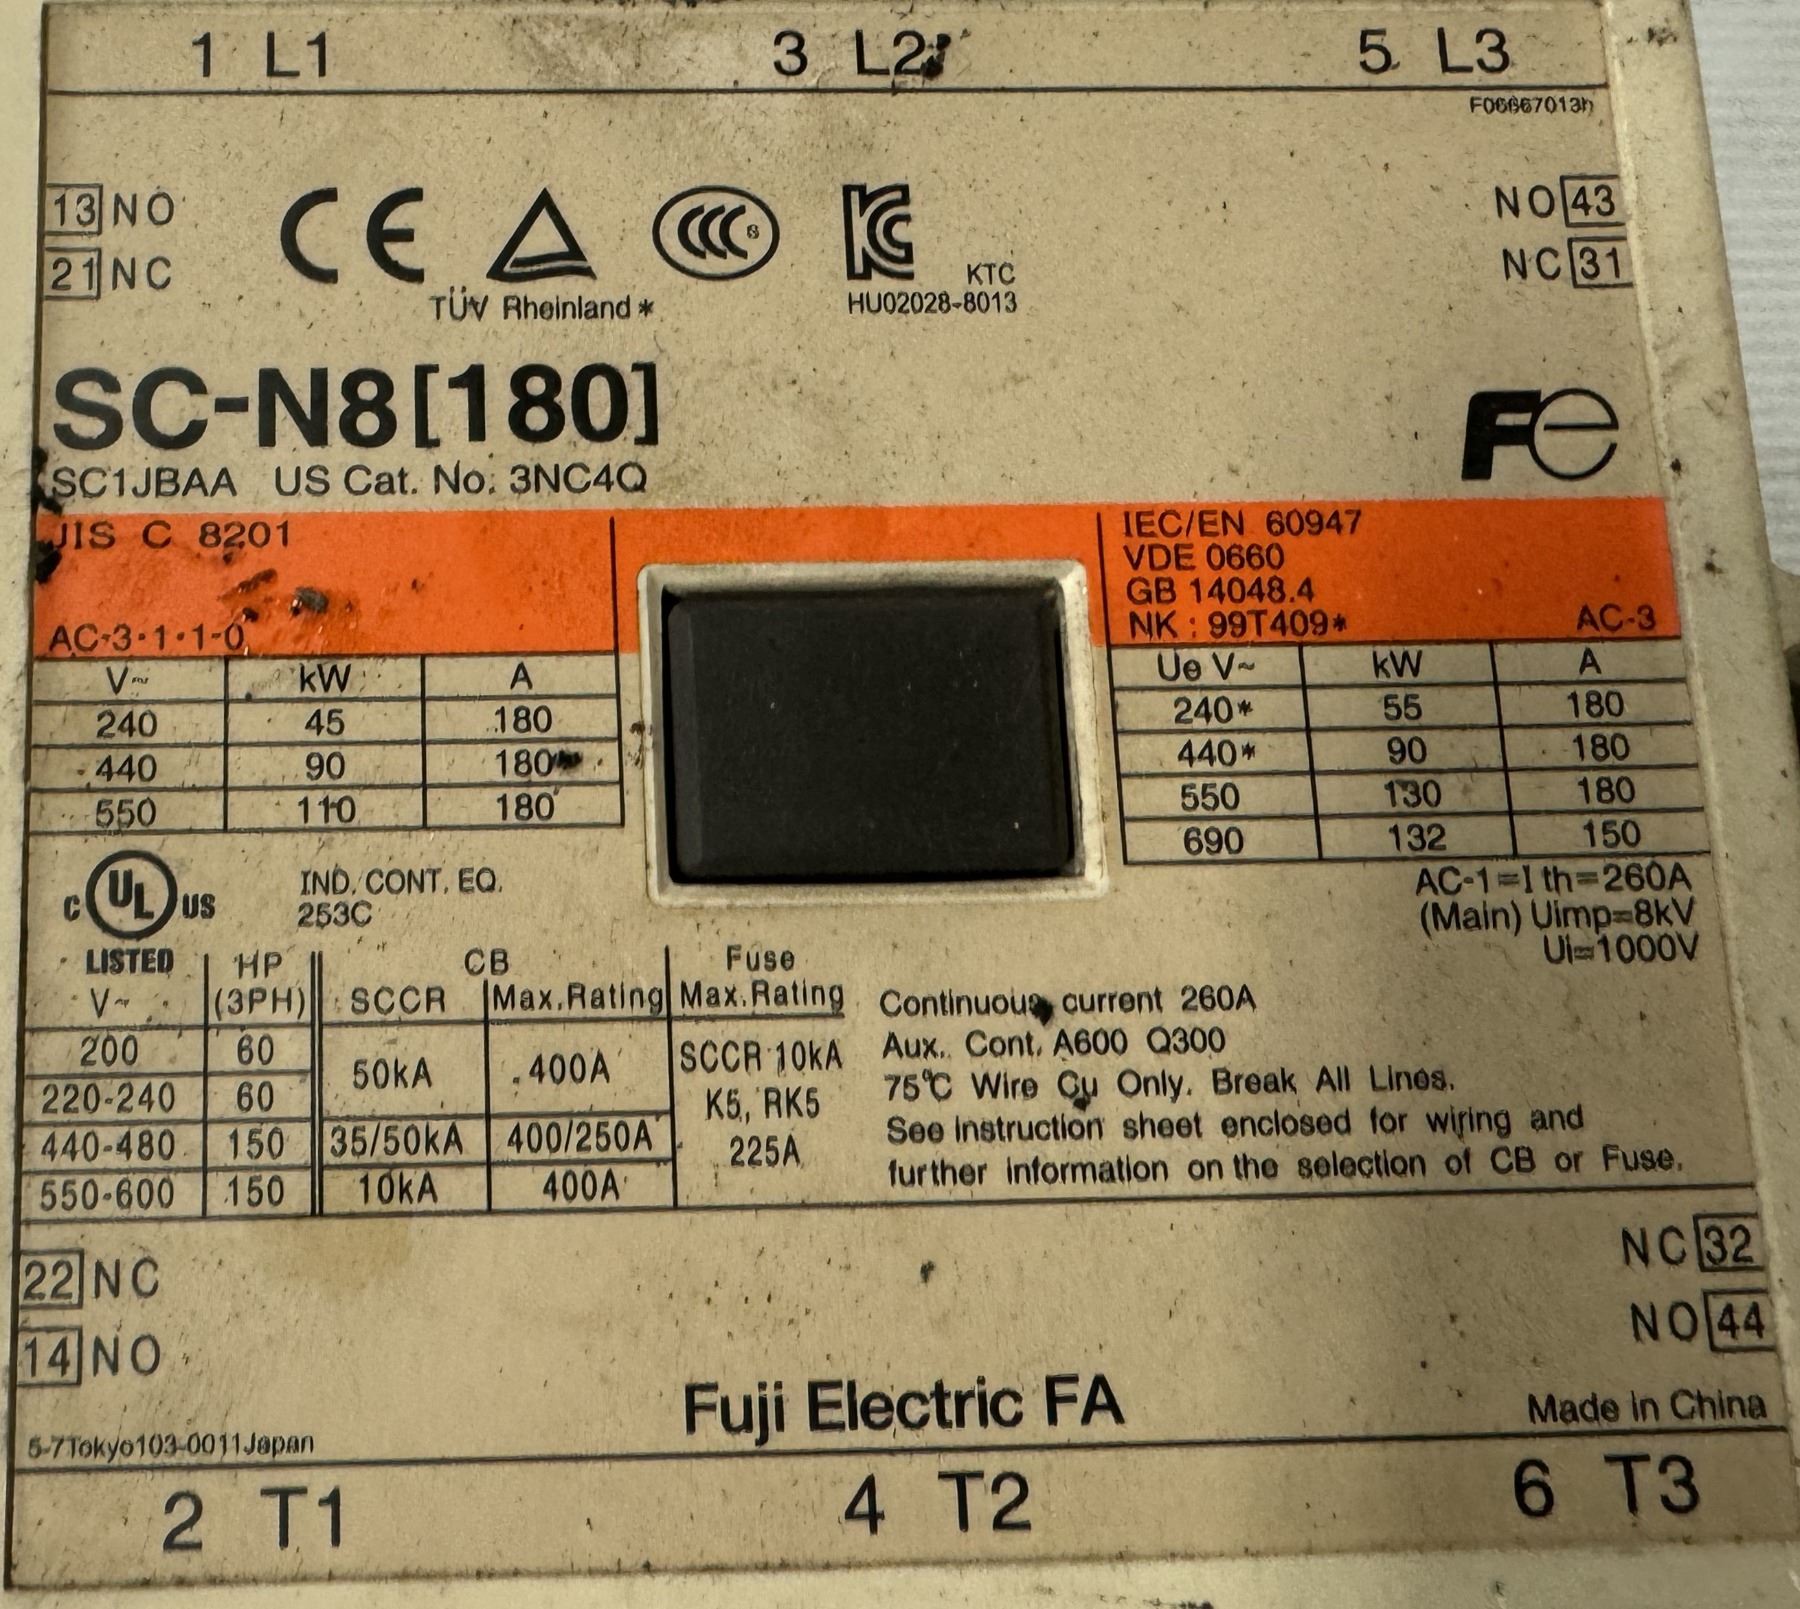 1 L1 3 L2 5 L3
F06667013h
13 NO NO 43
21 NC NC 31
CE
TÜV Rheinland*
CCC S
KC
KTC
HU02028-8013
SC-N8[180]
SC1JBAA US Cat. No. 3NC4Q
Fe
JIS C 8201
AC-3·1·1-0
V~ kW A
240 45 180
440 90 180
550 110 180
IEC/EN 60947
VDE 0660
GB 14048.4
NK : 99T409* AC-3
Ue V~ kW A
240* 55 180
440* 90 180
550 130 180
690 132 150
AC-1=I th=260A
(Main) Uimp=8kV
Ui=1000V
C UL US
LISTED
IND. CONT. EQ.
253C
HP CB Fuse
V~ (3PH) SCCR Max.Rating Max.Rating
200 60 50kA 400A SCCR 10kA
220-240 60 K5, RK5
440-480 150 35/50kA 400/250A 225A
550-600 150 10kA 400A
Continuous current 260A
Aux. Cont. A600 Q300
75℃ Wire Cu Only. Break All Lines.
See instruction sheet enclosed for wiring and
further information on the selection of CB or Fuse.
22 NC NC 32
14 NO NO 44
Fuji Electric FA
Made in China
5-7Tokyo103-0011Japan
2 T1 4 T2 6 T3